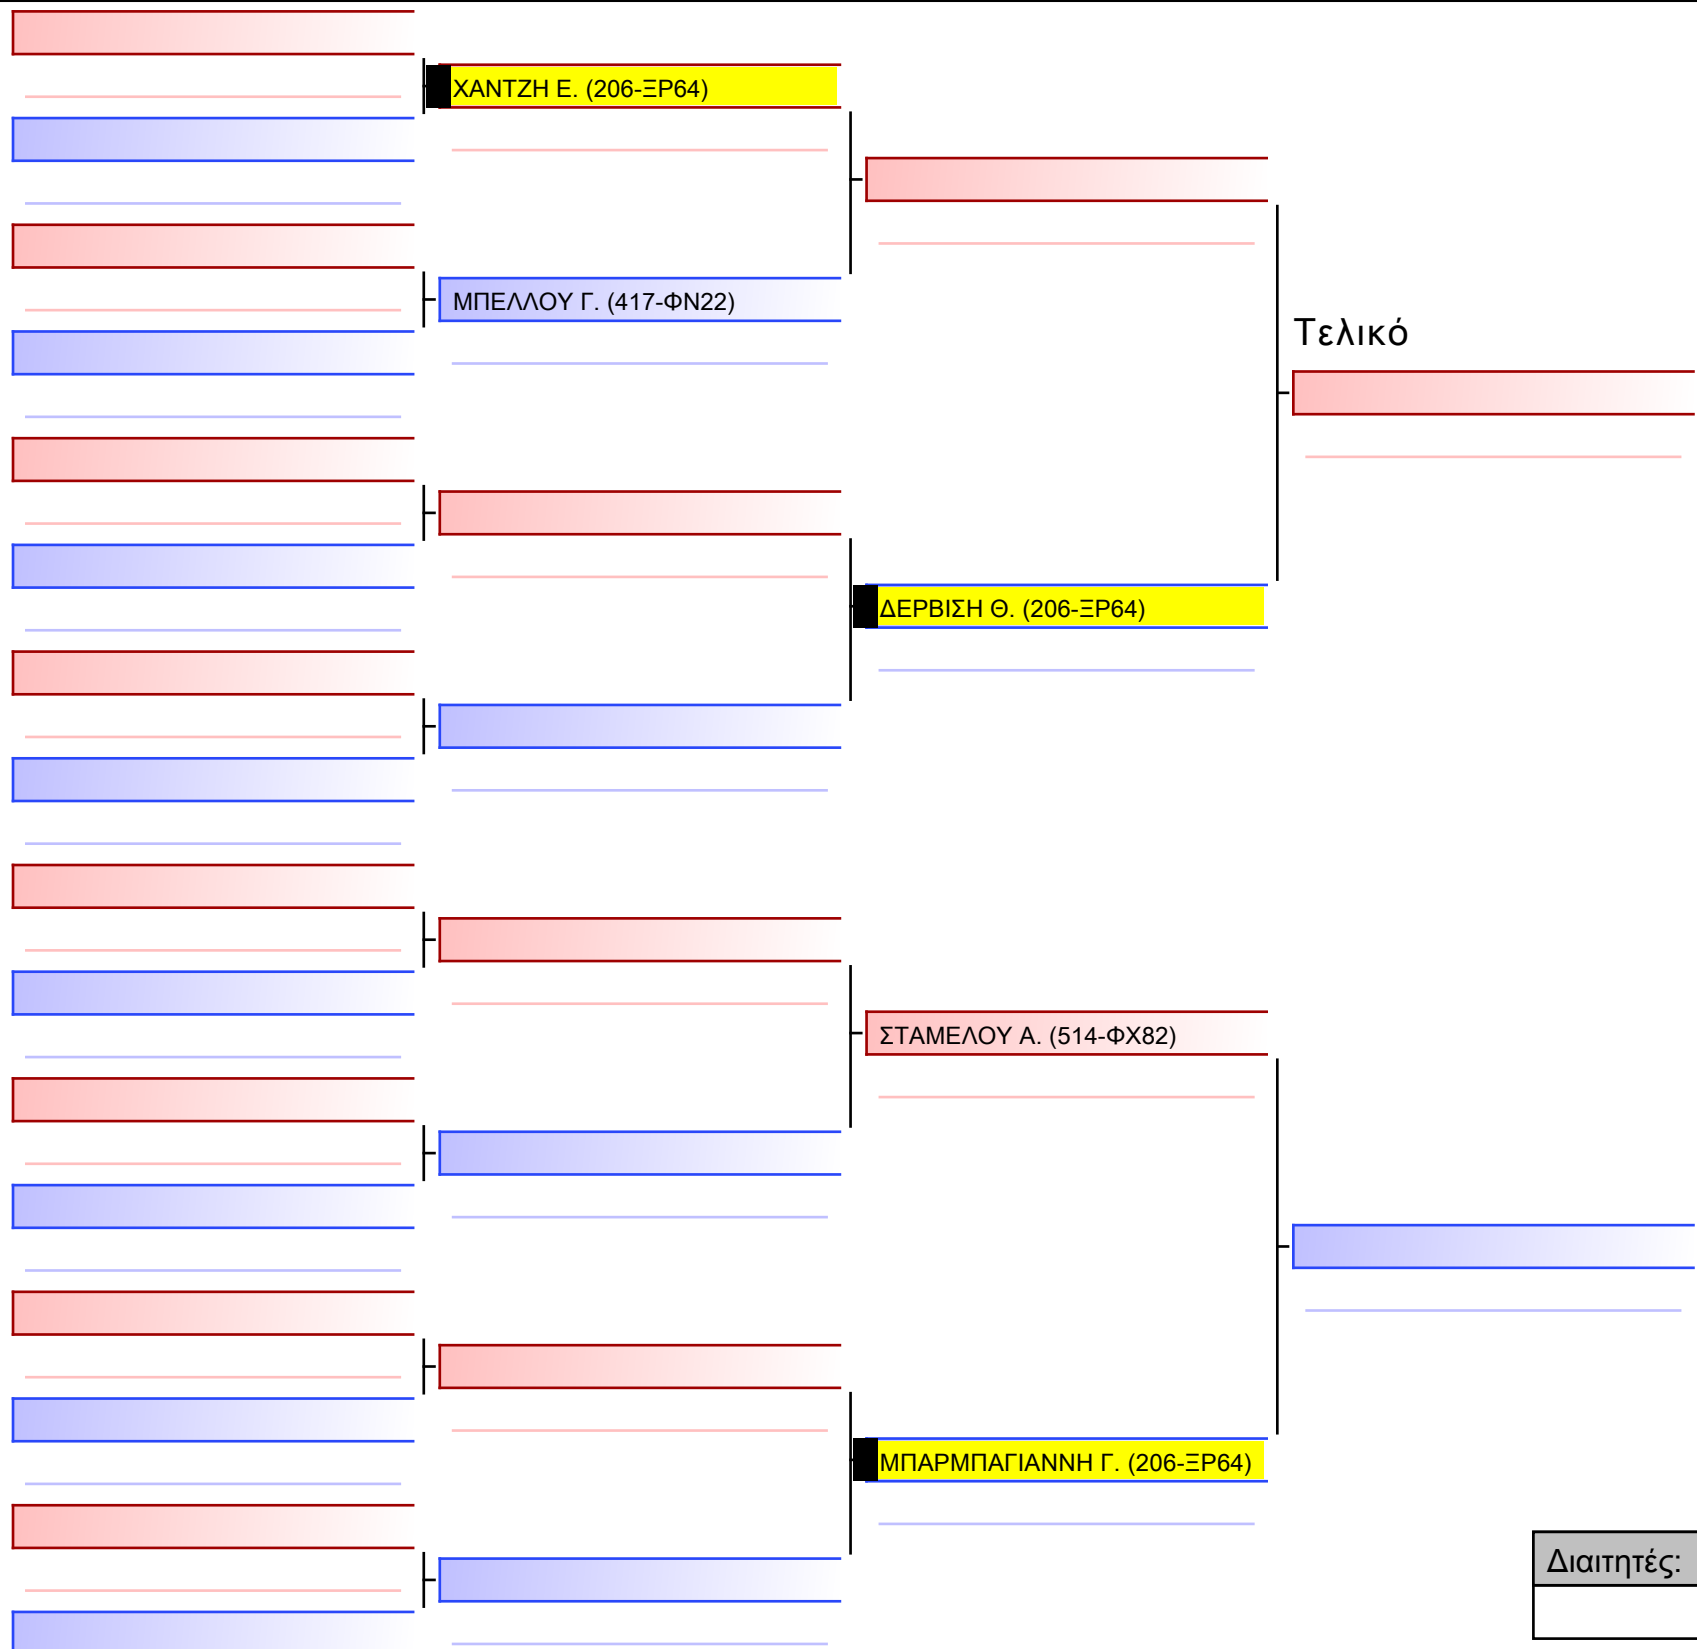 ΧΑΝΤΖΗ Ε. (206-ΞΡ64)
ΜΠΕΛΛΟΥ Γ. (417-ΦΝ22)
Τελικό
ΔΕΡΒΙΣΗ Θ. (206-ΞΡ64)
ΣΤΑΜΕΛΟΥ Α. (514-ΦΧ82)
ΜΠΑΡΜΠΑΓΙΑΝΝΗ Γ. (206-ΞΡ64)
Διαιτητές: